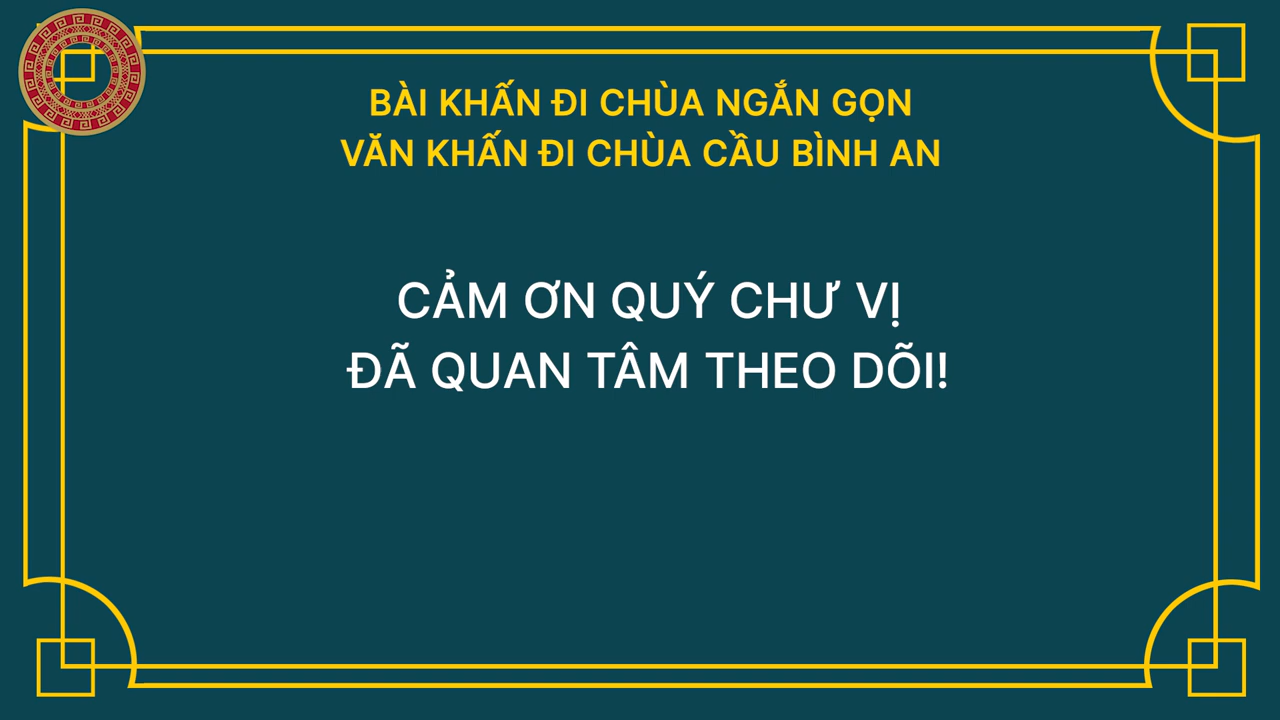 BÀI KHẤN ĐI CHÙA NGẮN GỌN
VĂN KHẤN ĐI CHÙA CẦU BÌNH AN
CẢM ƠN QUÝ CHƯ VỊ
ĐÃ QUAN TÂM THEO DÕI!